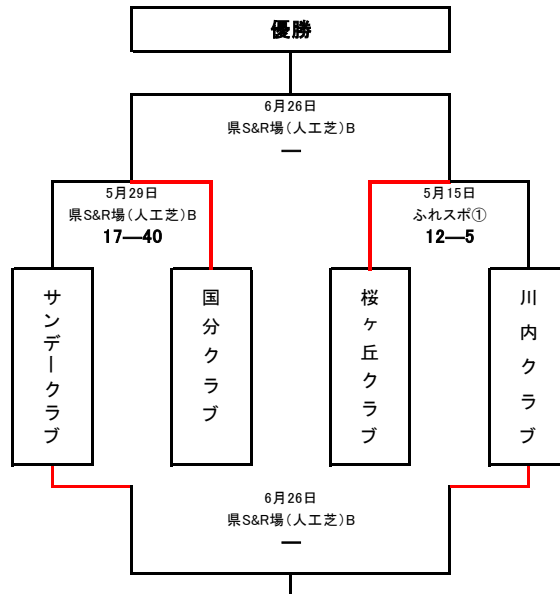 優勝
6月26日
県S&R場(人工芝)B
―
5月29日
県S&R場(人工芝)B
17―40
5月15日
ふれスポ①
12―5
サンデークラブ
国分クラブ
桜ヶ丘クラブ
川内クラブ
6月26日
県S&R場(人工芝)B
―